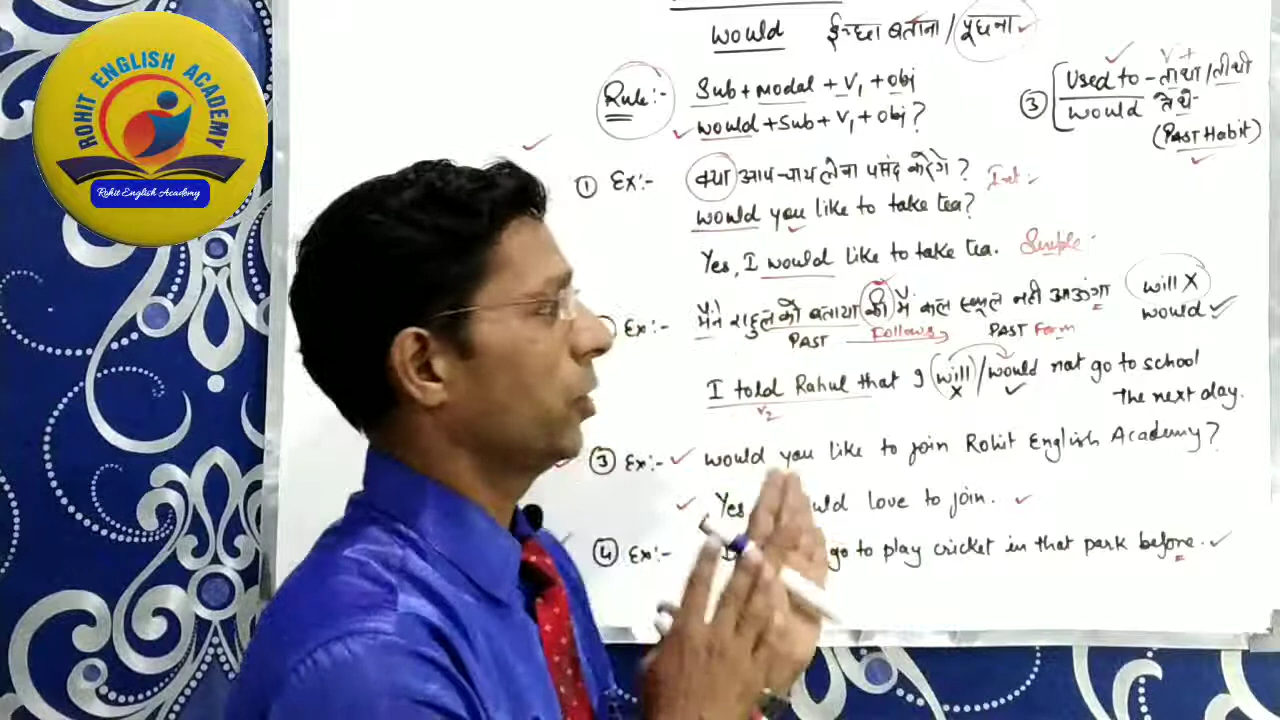 ROHIT ENGLISH ACADEMY
Rohit English Academy
would ईच्छा बताना / पूछना
Rule:- Sub + modal + V1 + obj
would + Sub + V1 + obj ?
③ Used to - V + ता था / ती थी
would ते थे
(PAST Habit)
① Ex:- क्या आप चाय लेना पसंद करेंगे ? Int:
would you like to take tea?
Yes, I would like to take tea. Simple:
Ex:- मैंने राहुल को बताया की मैं कल स्कूल नही आऊंगा will X
would ✓
PAST Follows PAST Form
I told Rahul that I will / would not go to school
X ✓
V2
The next day.
③ Ex:- would you like to join Rohit English Academy?
Yes love to join.
④ Ex:- go to play cricket in that park before.